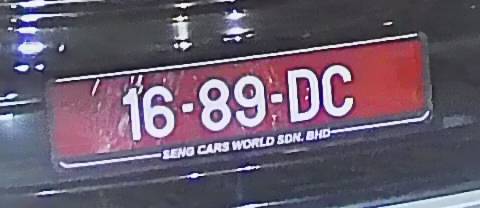 16-89-DC
SENG CARS WORLD SDN. BHD